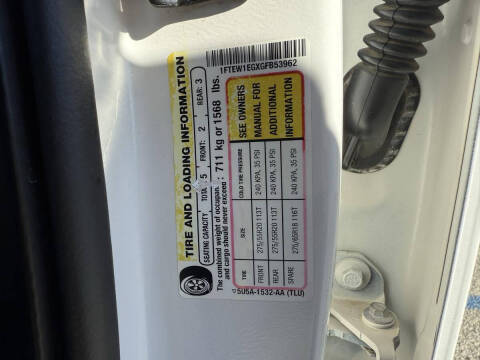 TIRE AND LOADING INFORMATION
SEATING CAPACITY TOTAL 5 FRONT: 2 REAR: 3
The combined weight of occupan : 711 kg or 1568 lbs.
and cargo should never exceed
TIRE SIZE COLD TIRE PRESSURE
FRONT 275/55R20 113T 240 KPA, 35 PSI
REAR 275/55R20 113T 240 KPA, 35 PSI
SPARE 275/65R18 116T 240 KPA, 35 PSI
SEE OWNERS
MANUAL FOR
ADDITIONAL
INFORMATION
5U5A-1532-AA (TLU)
1FTEW1EGXGFB53962